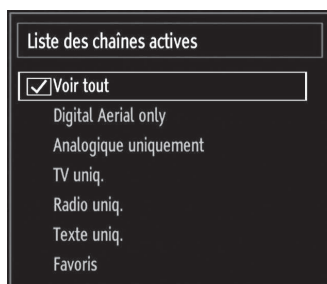 Liste des chaînes actives
Voir tout
Digital Aerial only
Analogique uniquement
TV uniq.
Radio uniq.
Texte uniq.
Favoris